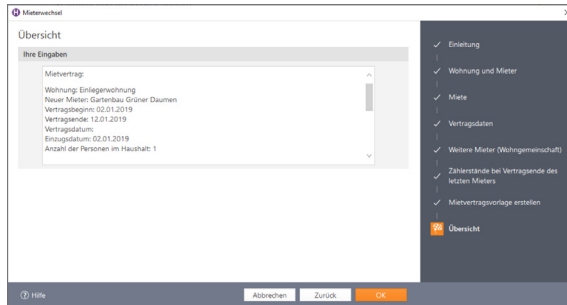 Mieterwechsel
Übersicht
Ihre Eingaben
Mietvertrag:
Wohnung: Einliegerwohnung
Neuer Mieter: Gartenbau Grüner Daumen
Vertragsbeginn: 02.01.2019
Vertragsende: 12.01.2019
Vertragsdatum:
Einzugsdatum: 02.01.2019
Anzahl der Personen im Haushalt: 1
Einleitung
Wohnung und Mieter
Miete
Vertragsdaten
Weitere Mieter (Wohngemeinschaft)
Zählerstände bei Vertragsende des
letzten Mieters
Mietvertragsvorlage erstellen
Übersicht
Hilfe
Abbrechen
Zurück
OK